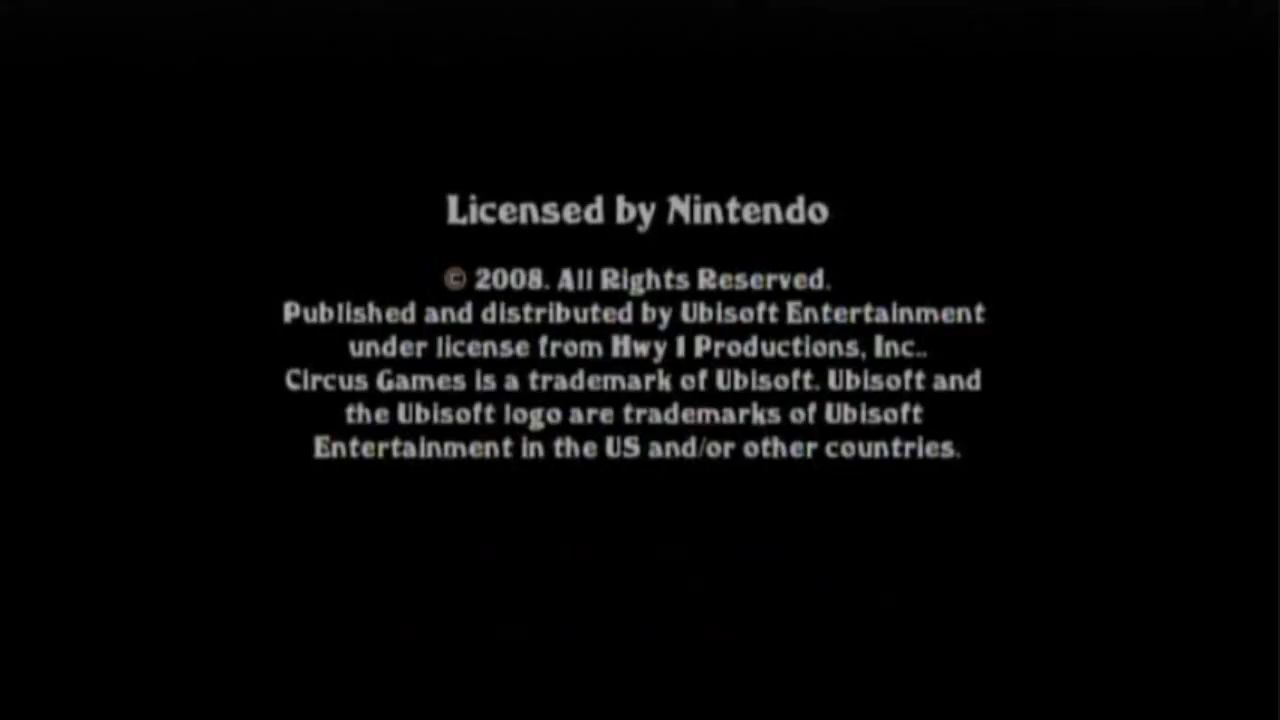 Licensed by Nintendo
© 2008. All Rights Reserved.
Published and distributed by Ubisoft Entertainment
under license from Hwy 1 Productions, Inc..
Circus Games is a trademark of Ubisoft. Ubisoft and
the Ubisoft logo are trademarks of Ubisoft
Entertainment in the US and/or other countries.